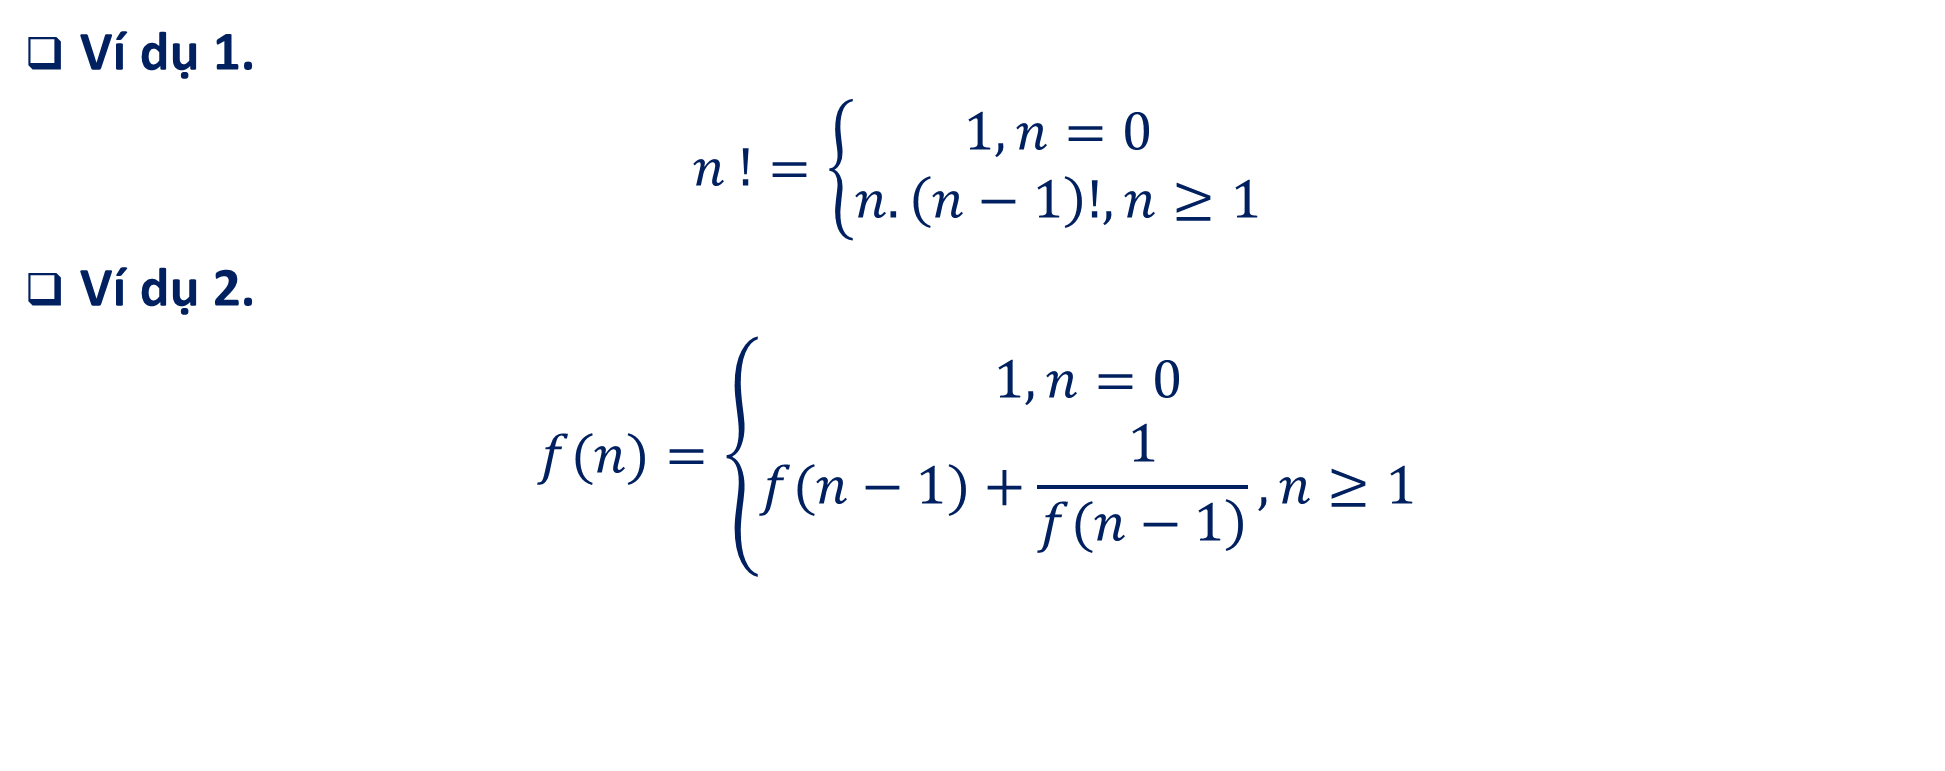 ❑ Ví dụ 1.
n ! = { 1, n = 0
n. (n − 1)!, n ≥ 1
❑ Ví dụ 2.
f(n) = { 1, n = 0
f(n − 1) + 1/f(n − 1), n ≥ 1